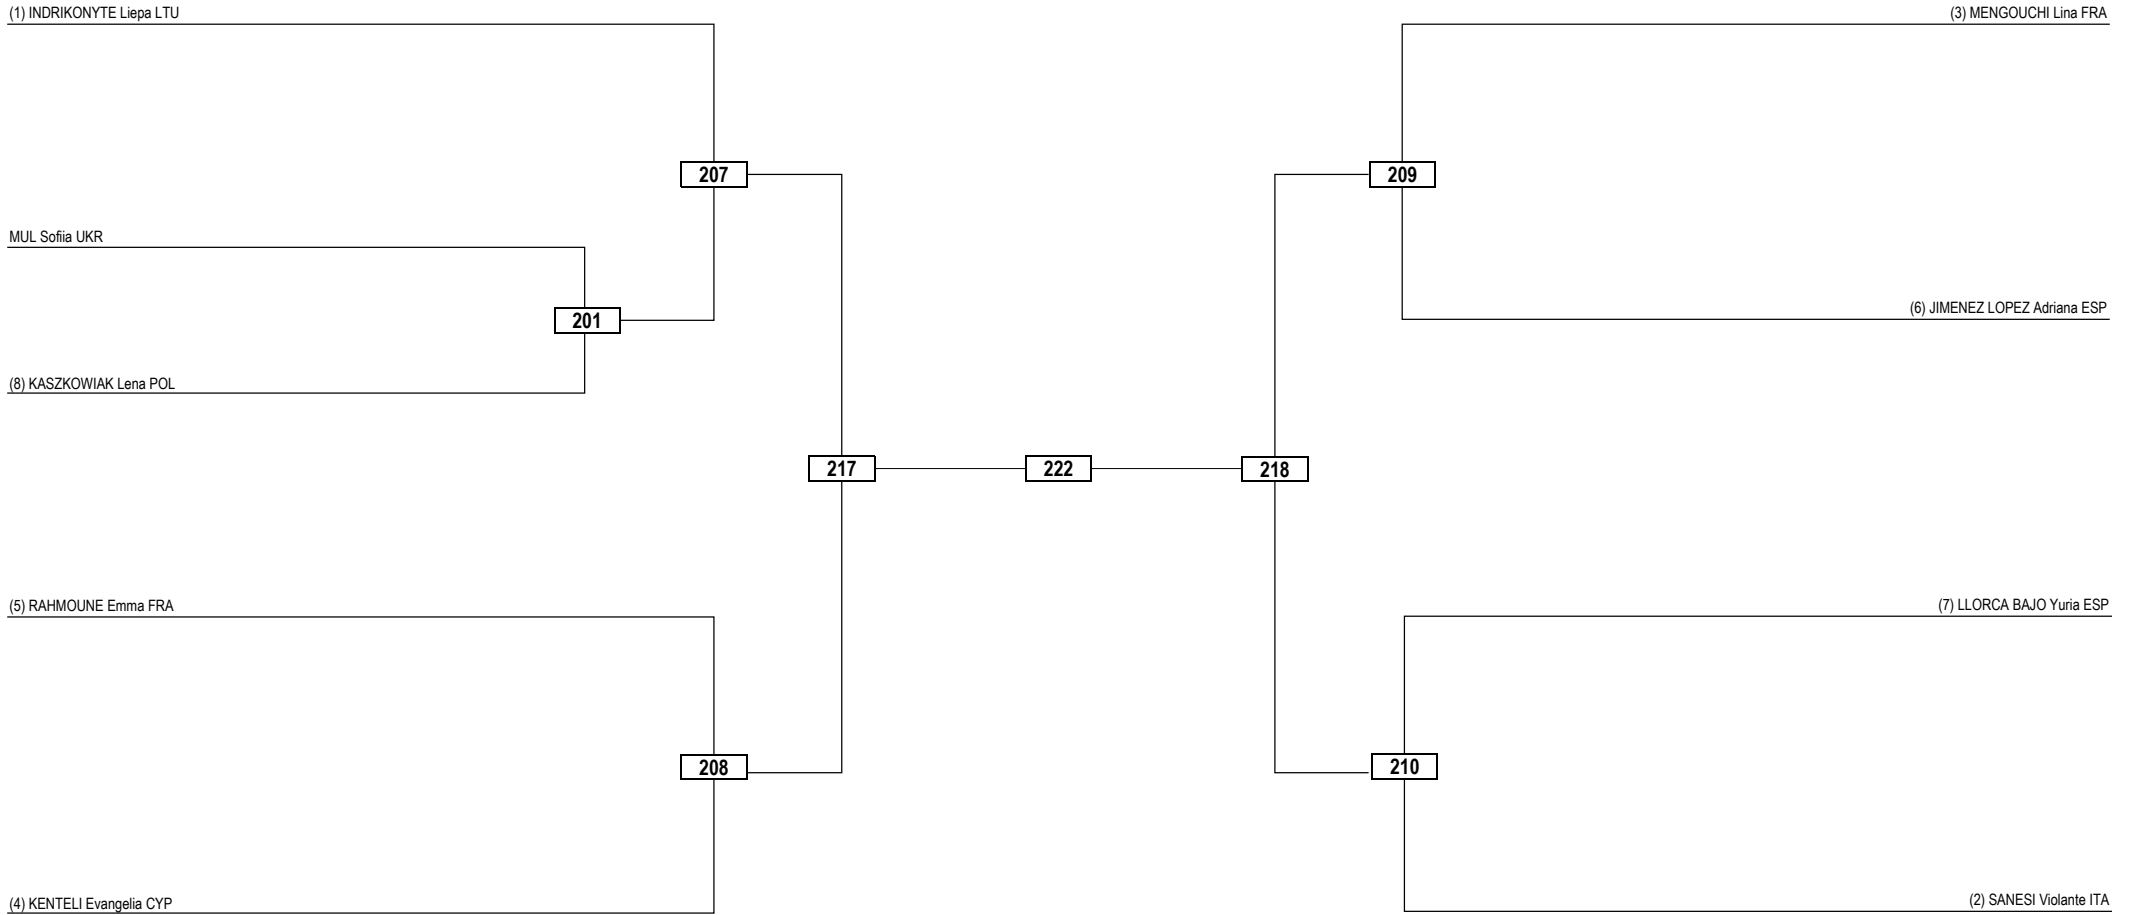 (1) INDRIKONYTE Liepa LTU
(3) MENGOUCHI Lina FRA
207
209
MUL Sofiia UKR
(6) JIMENEZ LOPEZ Adriana ESP
201
(8) KASZKOWIAK Lena POL
217
222
218
(5) RAHMOUNE Emma FRA
(7) LLORCA BAJO Yuria ESP
208
210
(4) KENTELI Evangelia CYP
(2) SANESI Violante ITA